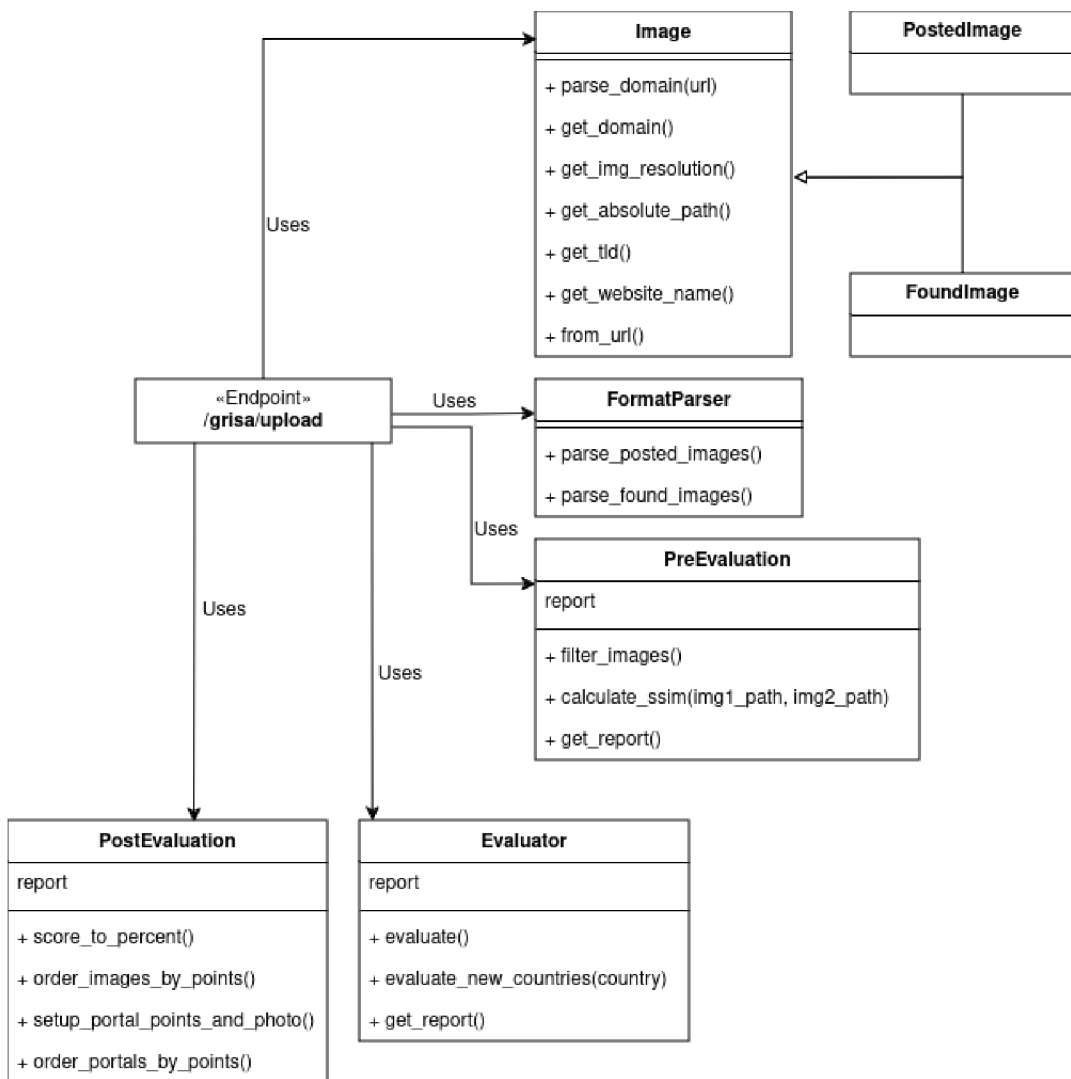 Image
+ parse_domain(url)
+ get_domain()
+ get_img_resolution()
+ get_absolute_path()
+ get_tld()
+ get_website_name()
+ from_url()
PostedImage
FoundImage
Uses
«Endpoint»
/grisa/upload
Uses
FormatParser
+ parse_posted_images()
+ parse_found_images()
Uses
PreEvaluation
report
+ filter_images()
+ calculate_ssim(img1_path, img2_path)
+ get_report()
Uses
Uses
PostEvaluation
report
+ score_to_percent()
+ order_images_by_points()
+ setup_portal_points_and_photo()
+ order_portals_by_points()
Evaluator
report
+ evaluate()
+ evaluate_new_countries(country)
+ get_report()